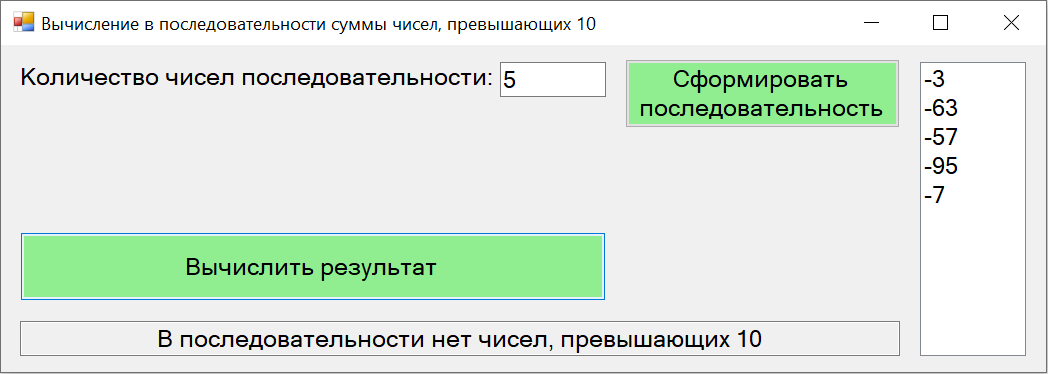 Вычисление в последовательности суммы чисел, превышающих 10
Количество чисел последовательности:
5
Сформировать
последовательность
-3
-63
-57
-95
-7
Вычислить результат
В последовательности нет чисел, превышающих 10